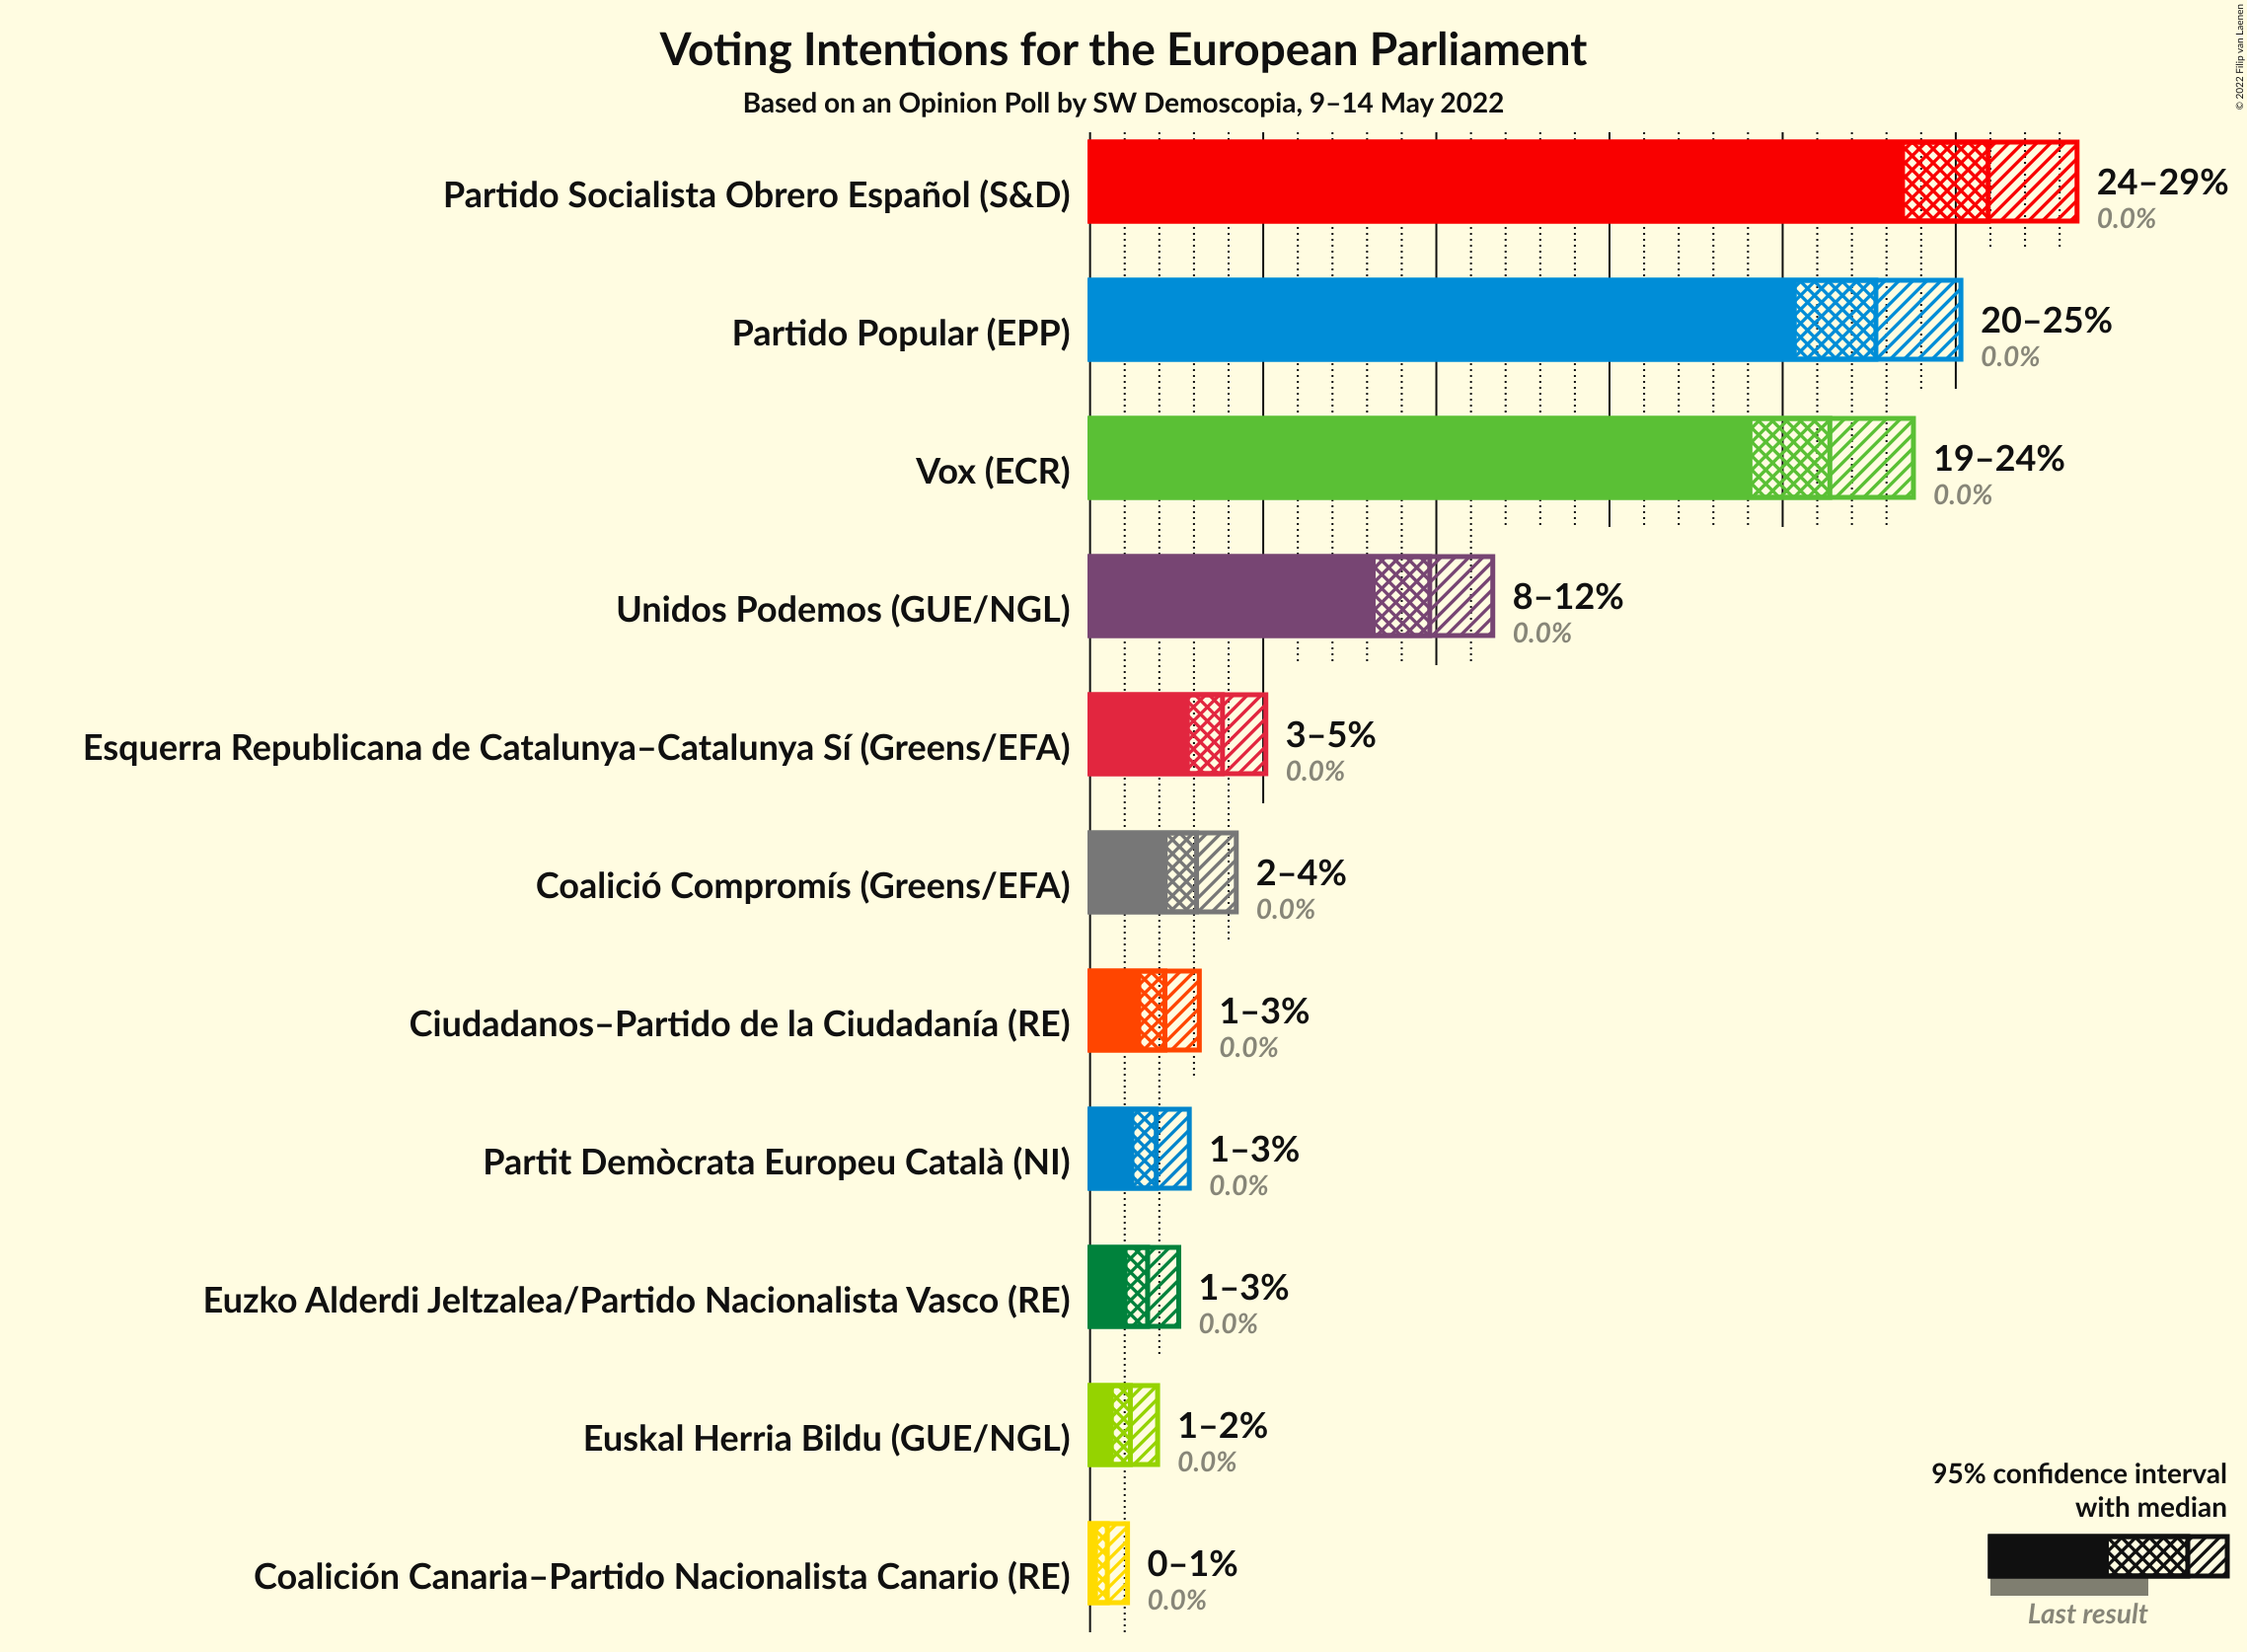 Voting Intentions for the European Parliament
Based on an Opinion Poll by SW Demoscopia, 9–14 May 2022
© 2022 Filip van Laenen
Partido Socialista Obrero Español (S&D)
24–29%
0.0%
Partido Popular (EPP)
20–25%
0.0%
Vox (ECR)
19–24%
0.0%
Unidos Podemos (GUE/NGL)
8–12%
0.0%
Esquerra Republicana de Catalunya–Catalunya Sí (Greens/EFA)
3–5%
0.0%
Coalició Compromís (Greens/EFA)
2–4%
0.0%
Ciudadanos–Partido de la Ciudadanía (RE)
1–3%
0.0%
Partit Demòcrata Europeu Català (NI)
1–3%
0.0%
Euzko Alderdi Jeltzalea/Partido Nacionalista Vasco (RE)
1–3%
0.0%
Euskal Herria Bildu (GUE/NGL)
1–2%
0.0%
Coalición Canaria–Partido Nacionalista Canario (RE)
0–1%
0.0%
95% confidence interval
with median
Last result